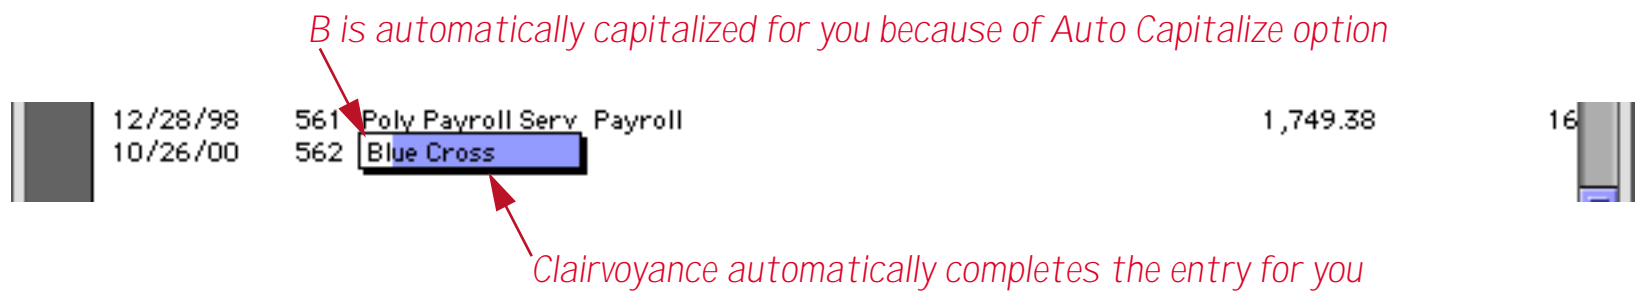 B is automatically capitalized for you because of Auto Capitalize option
12/28/98 561 Poly Payroll Serv Payroll 1,749.38 16
10/26/00 562 Blue Cross
Clairvoyance automatically completes the entry for you